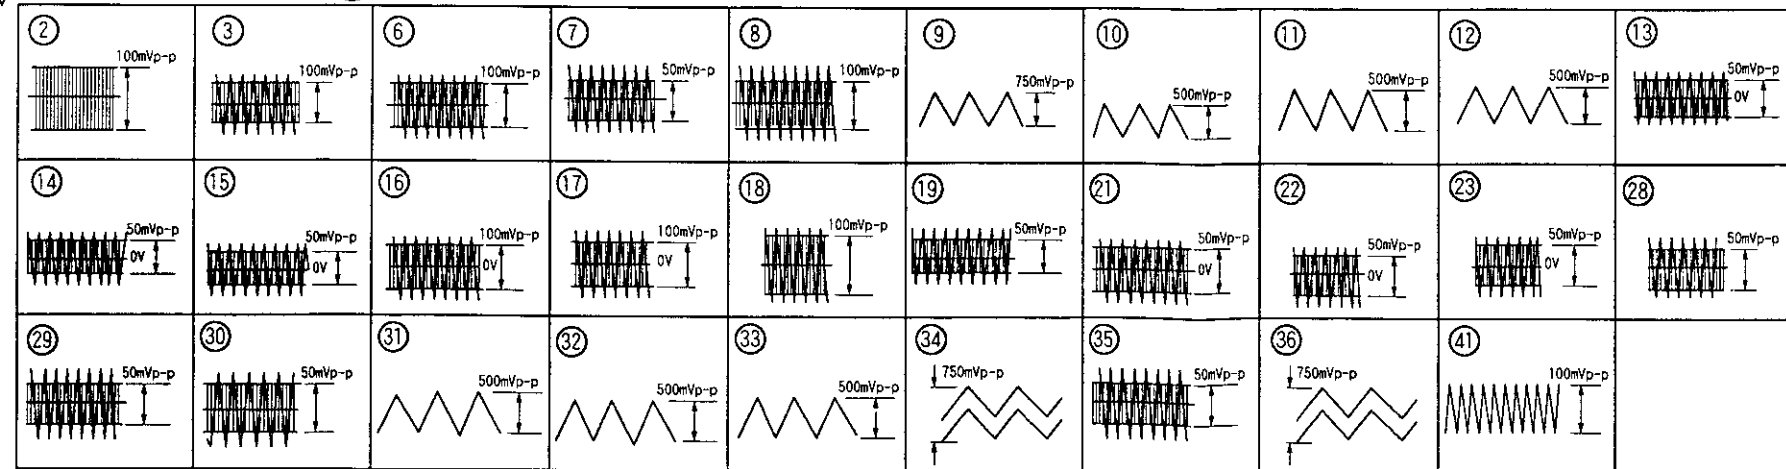 ② 100mVp-p
③ 100mVp-p
⑥ 100mVp-p
⑦ 50mVp-p
⑧ 100mVp-p
⑨ 750mVp-p
⑩ 500mVp-p
⑪ 500mVp-p
⑫ 500mVp-p
⑬ 50mVp-p 0V
⑭ 50mVp-p 0V
⑮ 50mVp-p 0V
⑯ 100mVp-p 0V
⑰ 100mVp-p 0V
⑱ 100mVp-p
⑲ 50mVp-p
㉑ 50mVp-p 0V
㉒ 50mVp-p 0V
㉓ 50mVp-p 0V
㉘ 50mVp-p
㉙ 50mVp-p
㉚ 50mVp-p
㉛ 500mVp-p
㉜ 500mVp-p
㉝ 500mVp-p
㉞ 750mVp-p
㉟ 50mVp-p
㊱ 750mVp-p
㊶ 100mVp-p